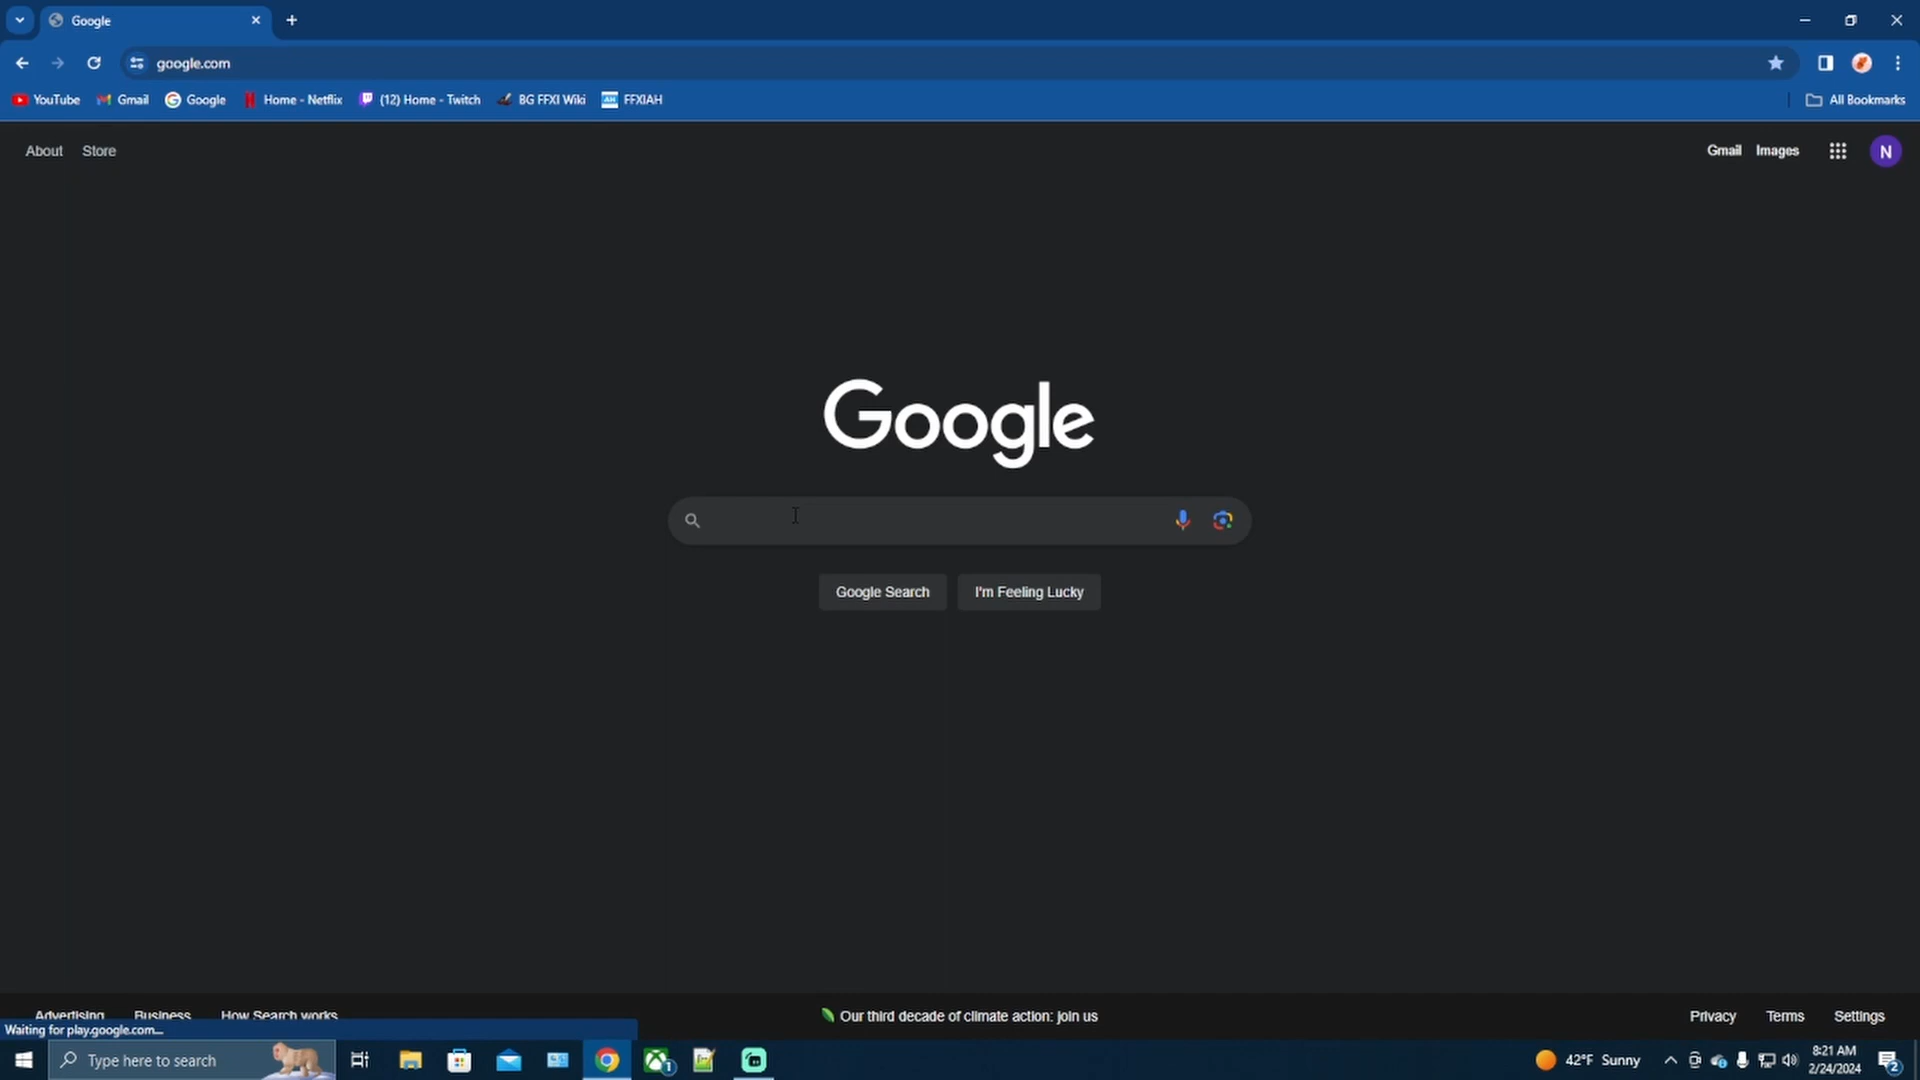 Google
google.com
YouTube Gmail Google Home - Netflix (12) Home - Twitch BG FFXI Wiki AH FFXIAH All Bookmarks
About Store Gmail Images N
Google
Google Search I'm Feeling Lucky
Advertising Business How Search works Our third decade of climate action: join us Privacy Terms Settings
Waiting for play.google.com...
Type here to search 1 42°F Sunny 8:21 AM 2
2/24/2024